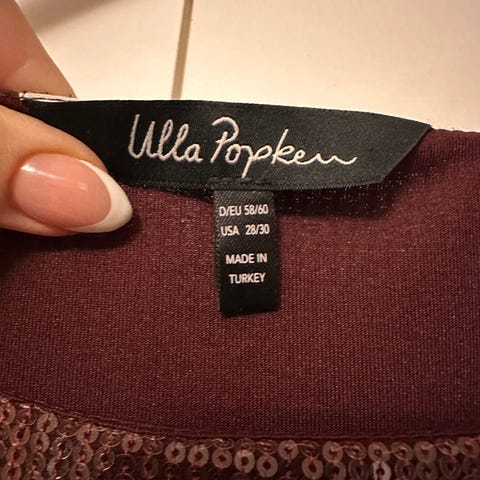 Ulla Popken
D/EU 58/60
USA 28/30
MADE IN
TURKEY